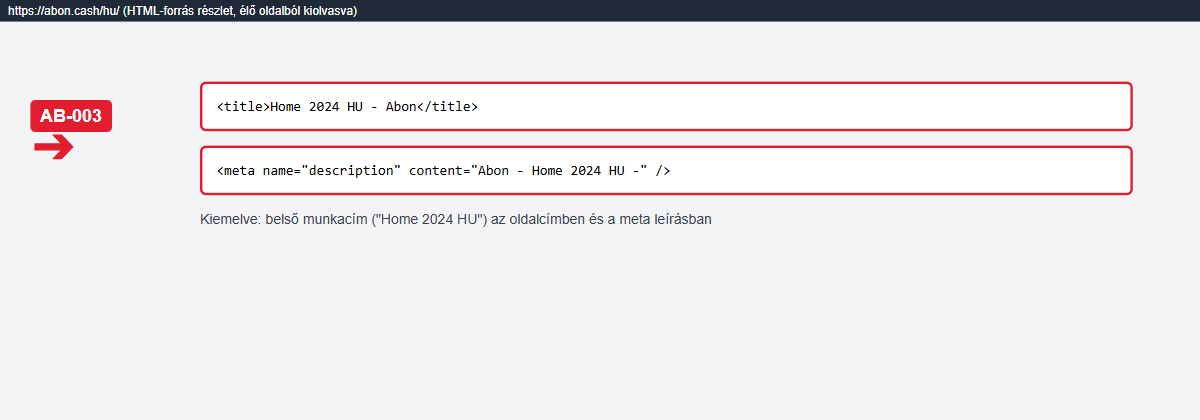 https://abon.cash/hu/ (HTML-forrás részlet, élő oldalból kiolvasva)
AB-003
<title>Home 2024 HU - Abon</title>
<meta name="description" content="Abon - Home 2024 HU -" />
Kiemelve: belső munkacím ("Home 2024 HU") az oldalcímben és a meta leírásban